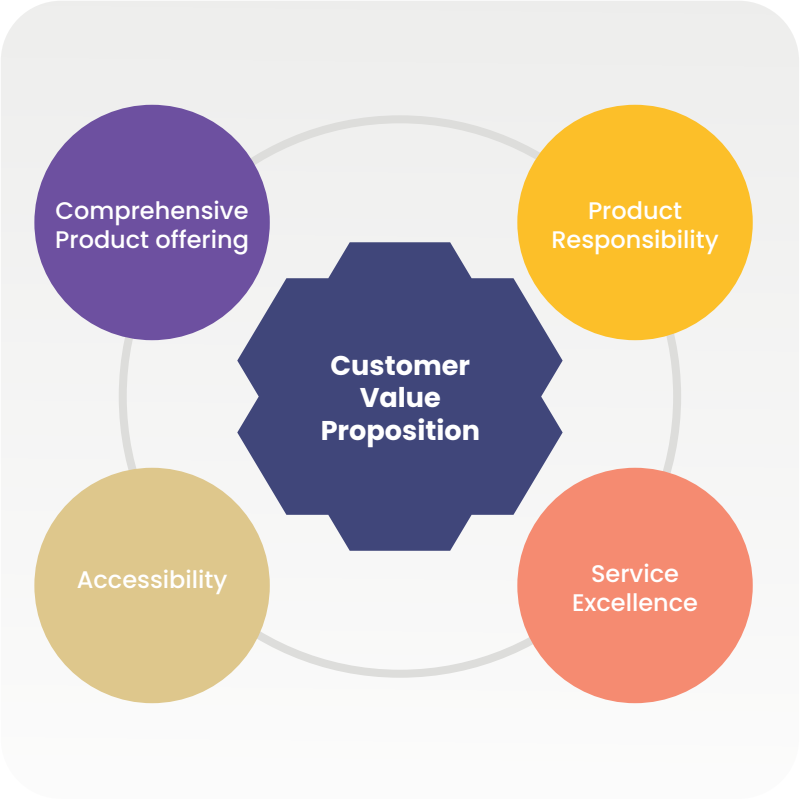 Comprehensive
Product offering
Product
Responsibility
Customer
Value
Proposition
Accessibility
Service
Excellence